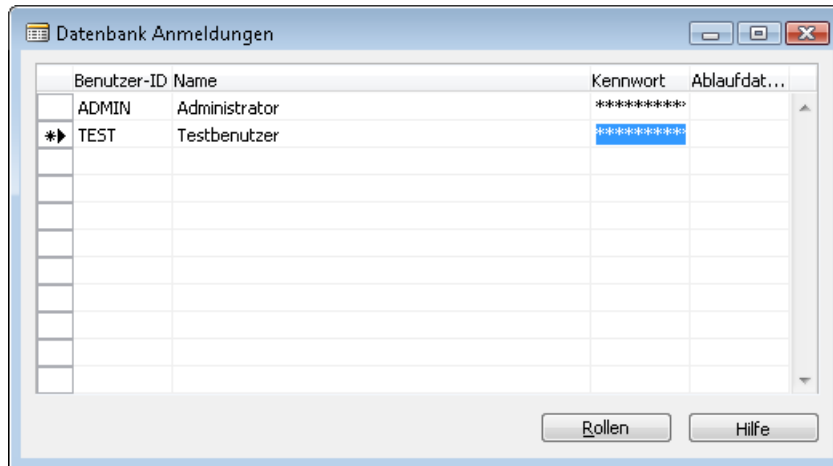 Datenbank Anmeldungen
Benutzer-ID Name Kennwort Ablaufdat...
ADMIN Administrator **********
TEST Testbenutzer **********
Rollen Hilfe